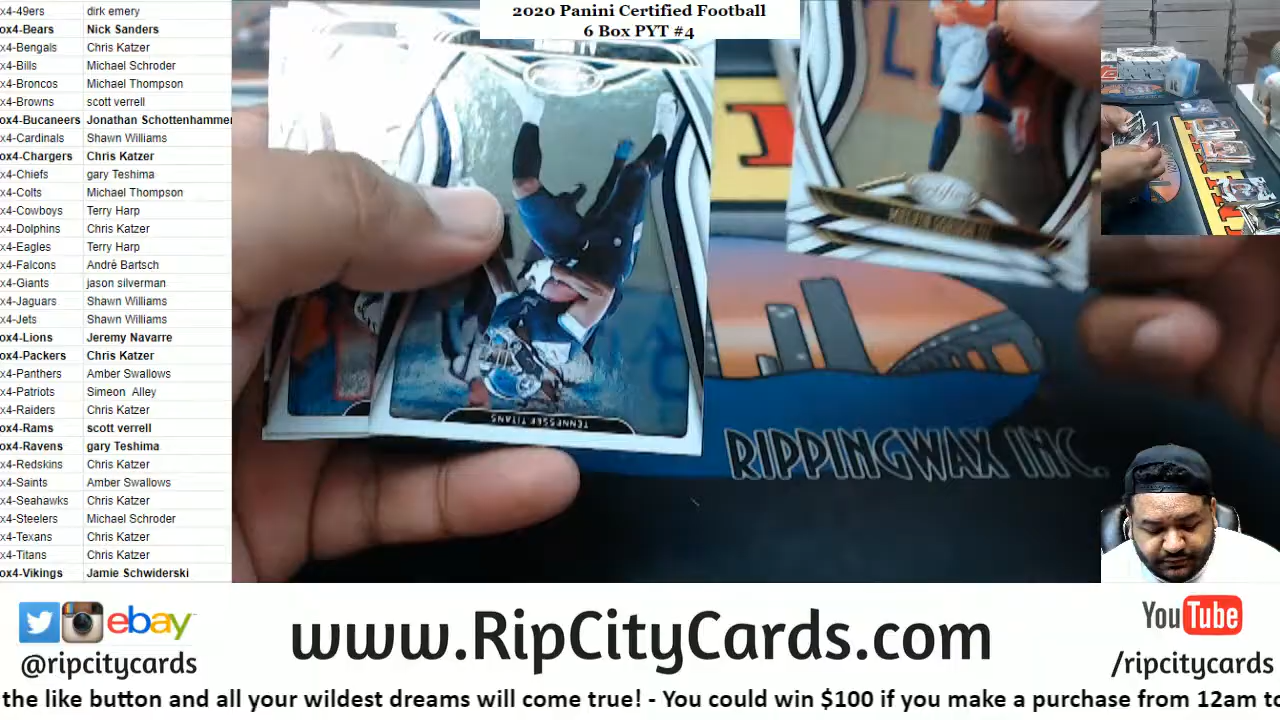 2020 Panini Certified Football
6 Box PYT #4
x4-49ers dirk emery
ox4-Bears Nick Sanders
x4-Bengals Chris Katzer
x4-Bills Michael Schroder
x4-Broncos Michael Thompson
x4-Browns scott verrell
ox4-Bucaneers Jonathan Schottenhammer
x4-Cardinals Shawn Williams
ox4-Chargers Chris Katzer
x4-Chiefs gary Teshima
x4-Colts Michael Thompson
x4-Cowboys Terry Harp
x4-Dolphins Chris Katzer
x4-Eagles Terry Harp
x4-Falcons André Bartsch
x4-Giants jason silverman
x4-Jaguars Shawn Williams
x4-Jets Shawn Williams
ox4-Lions Jeremy Navarre
ox4-Packers Chris Katzer
x4-Panthers Amber Swallows
x4-Patriots Simeon Alley
x4-Raiders Chris Katzer
ox4-Rams scott verrell
ox4-Ravens gary Teshima
x4-Redskins Chris Katzer
x4-Saints Amber Swallows
x4-Seahawks Chris Katzer
x4-Steelers Michael Schroder
x4-Texans Chris Katzer
x4-Titans Chris Katzer
ox4-Vikings Jamie Schwiderski
TENNESSEE TITANS
RIPPINGWAX INC.
ebay
@ripcitycards
www.RipCityCards.com
YouTube
/ripcitycards
the like button and all your wildest dreams will come true! - You could win $100 if you make a purchase from 12am to